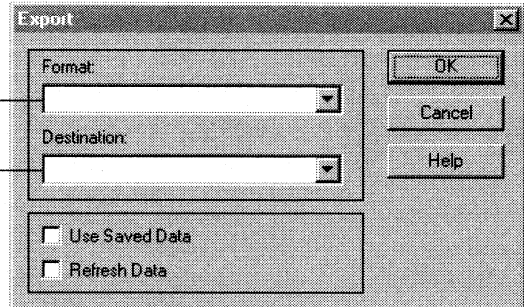 Export
Format:
OK
Cancel
Destination:
Help
Use Saved Data
Refresh Data